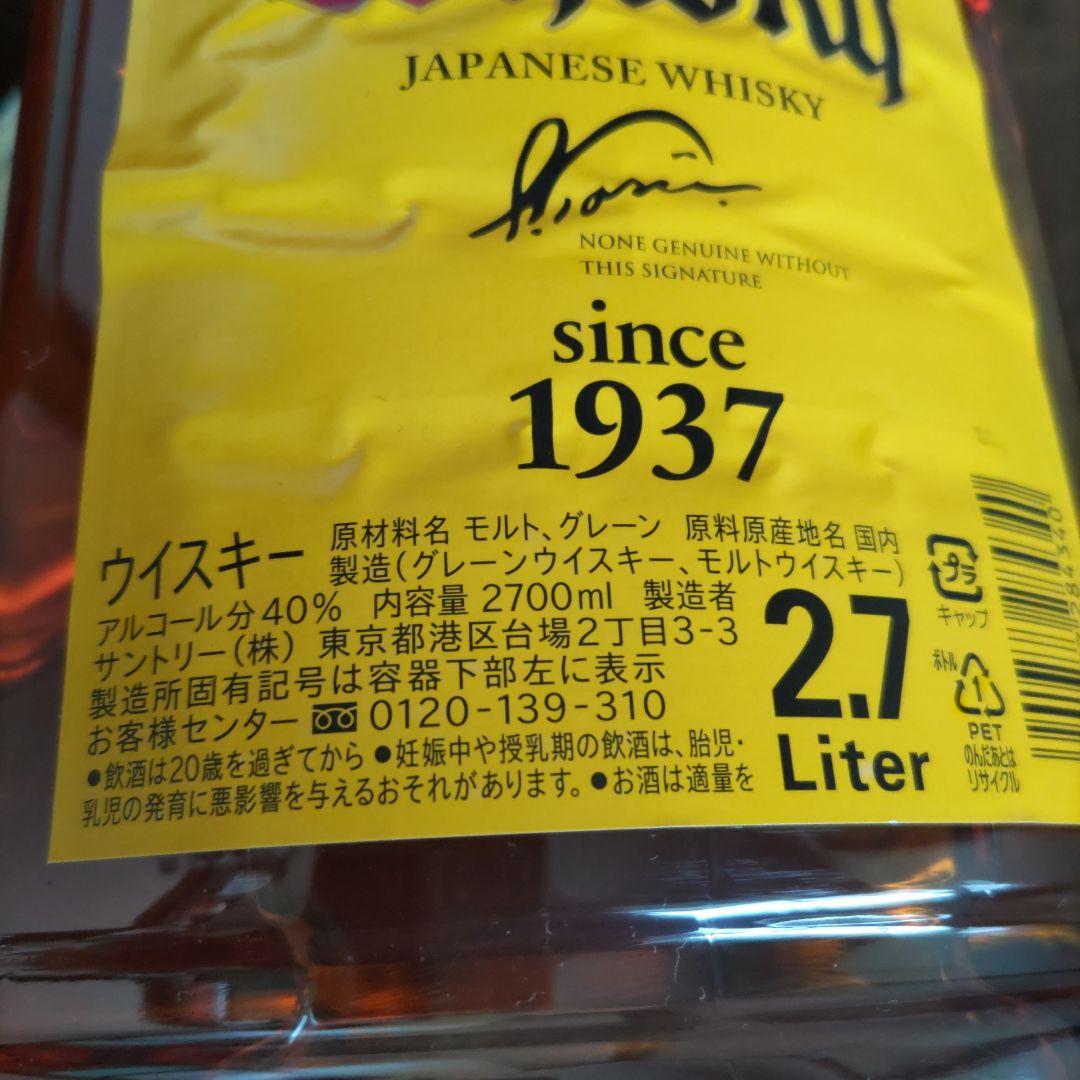 Whisky
JAPANESE WHISKY
NONE GENUINE WITHOUT
THIS SIGNATURE
since
1937
ウイスキー 原材料名 モルト、グレーン 原料原産地名 国内
製造(グレーンウイスキー、モルトウイスキー)
アルコール分40% 内容量 2700ml 製造者
サントリー(株) 東京都港区台場2丁目3-3
製造所固有記号は容器下部左に表示
お客様センター 0120-139-310
●飲酒は20歳を過ぎてから ●妊娠中や授乳期の飲酒は、胎児・
乳児の発育に悪影響を与えるおそれがあります。●お酒は適量を
2.7
Liter
プラ
キャップ
ボトル
1
PET
のんだあとは
リサイクル
284340